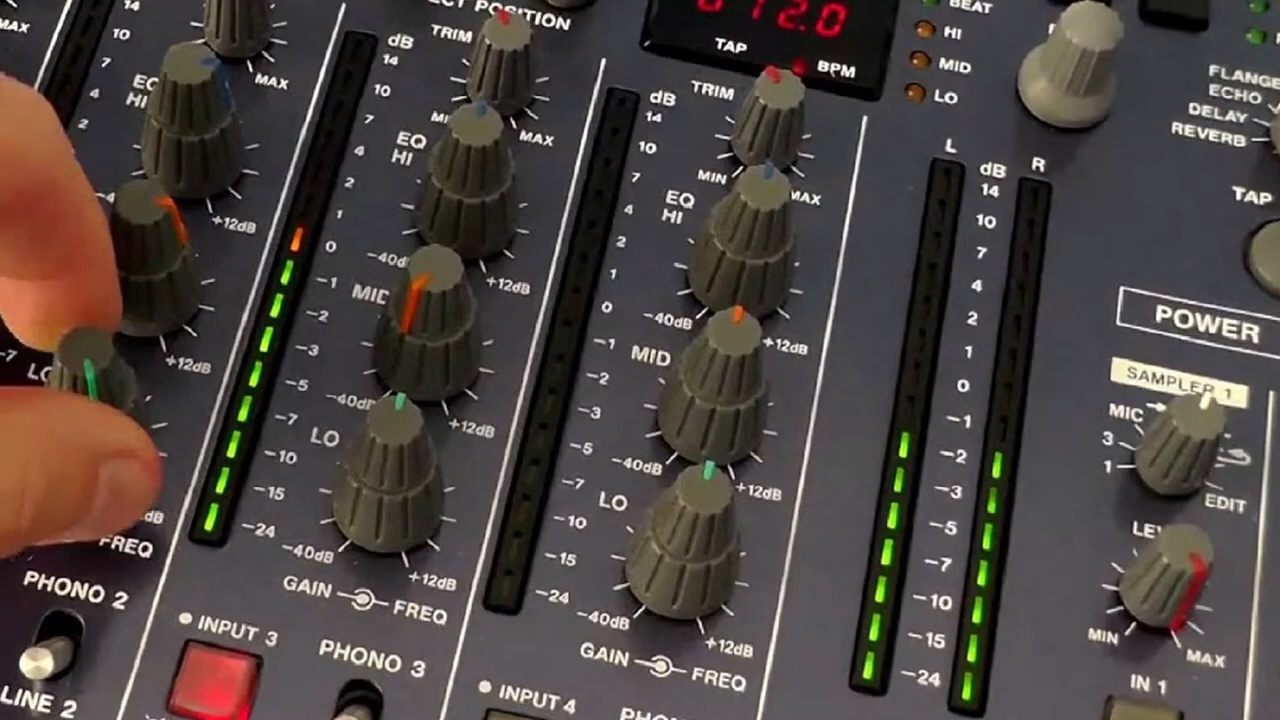 MAX
10
7
4
2
MAX
+12dB
+12dB
FREQ
PHONO 2
LINE 2
POSITION
TRIM
MAX
dB
14
10
7
4
2
1
0
-1
-2
-3
-5
-7
-10
-15
-24
EQ
HI
-40dB
+12dB
MID
-40dB
+12dB
LO
-40dB
+12dB
GAIN
FREQ
INPUT 3
PHONO 3
TAP
BPM
TRIM
MIN
MAX
dB
14
10
7
4
2
1
0
-1
-2
-3
-5
-7
-10
-15
-24
EQ
HI
-40dB
+12dB
MID
-40dB
+12dB
LO
-40dB
+12dB
GAIN
FREQ
INPUT 4
BEAT
HI
MID
LO
L
R
dB
14
10
7
4
2
1
0
-1
-2
-3
-5
-7
-10
-15
-24
ECHO
DELAY
REVERB
TAP
POWER
SAMPLER 1
MIC
3
1
EDIT
MIN
MAX
IN 1